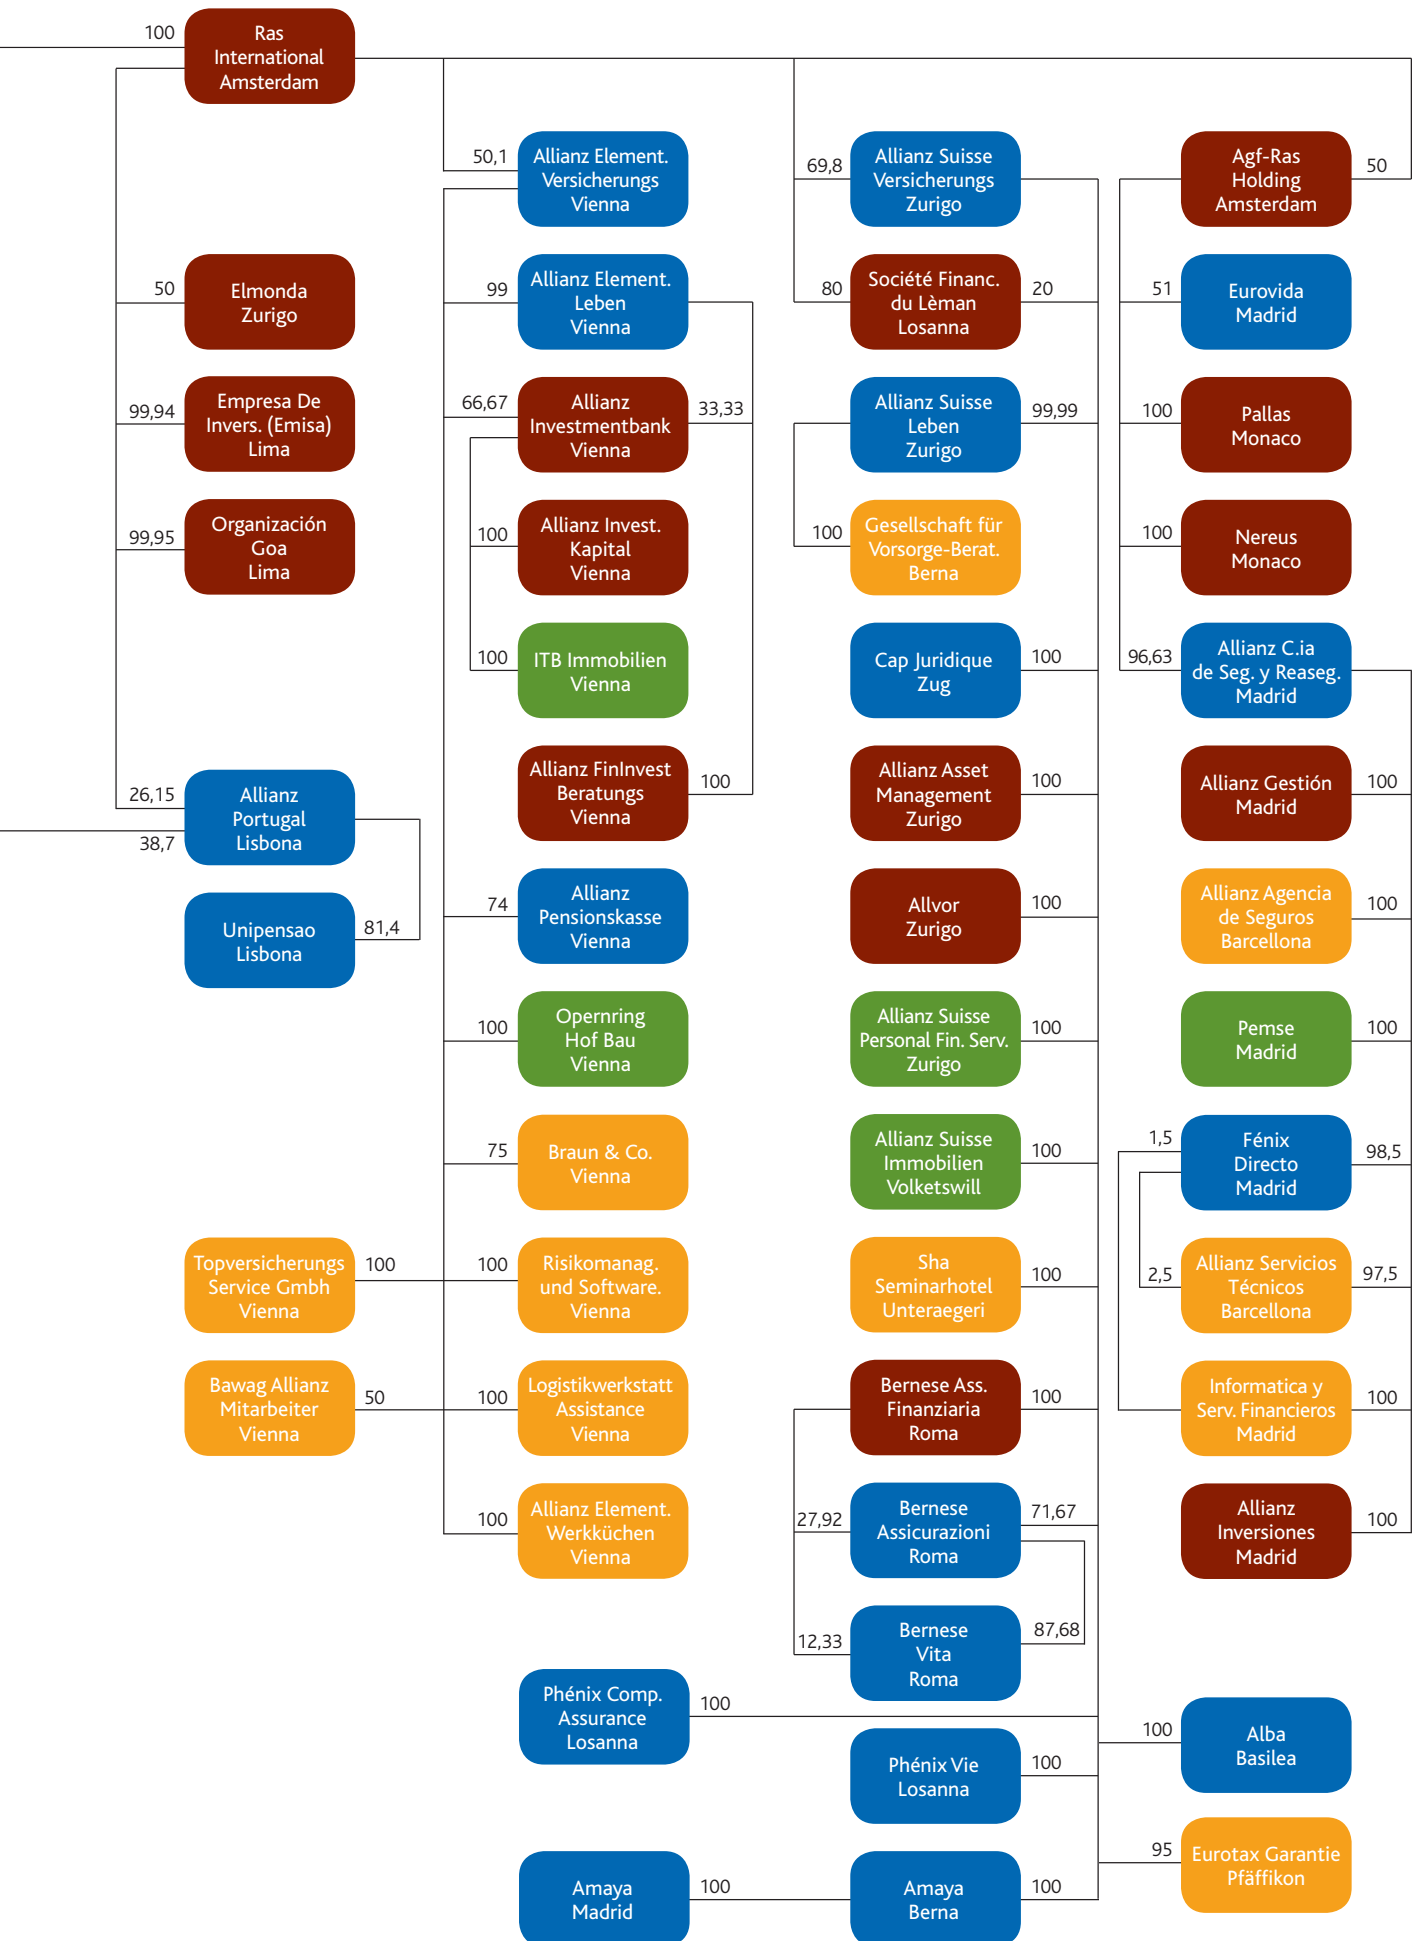 100
Ras
International
Amsterdam
50,1
Allianz Element.
Versicherungs
Vienna
69,8
Allianz Suisse
Versicherungs
Zurigo
Agf-Ras
Holding
Amsterdam
50
50
Elmonda
Zurigo
99
Allianz Element.
Leben
Vienna
80
Société Financ.
du Lèman
Losanna
20
51
Eurovida
Madrid
99,94
Empresa De
Invers. (Emisa)
Lima
66,67
Allianz
Investmentbank
Vienna
33,33
Allianz Suisse
Leben
Zurigo
99,99
100
Pallas
Monaco
99,95
Organización
Goa
Lima
100
Allianz Invest.
Kapital
Vienna
100
Gesellschaft für
Vorsorge-Berat.
Berna
100
Nereus
Monaco
100
ITB Immobilien
Vienna
Cap Juridique
Zug
100
96,63
Allianz C.ia
de Seg. y Reaseg.
Madrid
26,15
38,7
Allianz
Portugal
Lisbona
Allianz FinInvest
Beratungs
Vienna
100
Allianz Asset
Management
Zurigo
100
Allianz Gestión
Madrid
100
Unipensao
Lisbona
81,4
74
Allianz
Pensionskasse
Vienna
Allvor
Zurigo
100
Allianz Agencia
de Seguros
Barcellona
100
100
Opernring
Hof Bau
Vienna
Allianz Suisse
Personal Fin. Serv.
Zurigo
100
Pemse
Madrid
100
75
Braun & Co.
Vienna
Allianz Suisse
Immobilien
Volketswill
100
1,5
Fénix
Directo
Madrid
98,5
Topversicherungs
Service Gmbh
Vienna
100
100
Risikomanag.
und Software.
Vienna
Sha
Seminarhotel
Unteraegeri
100
2,5
Allianz Servicios
Técnicos
Barcellona
97,5
Bawag Allianz
Mitarbeiter
Vienna
50
100
Logistikwerkstatt
Assistance
Vienna
Bernese Ass.
Finanziaria
Roma
100
Informatica y
Serv. Financieros
Madrid
100
100
Allianz Element.
Werkküchen
Vienna
27,92
Bernese
Assicurazioni
Roma
71,67
Allianz
Inversiones
Madrid
100
12,33
Bernese
Vita
Roma
87,68
Phénix Comp.
Assurance
Losanna
100
100
Alba
Basilea
Phénix Vie
Losanna
100
95
Eurotax Garantie
Pfäffikon
Amaya
Madrid
100
Amaya
Berna
100